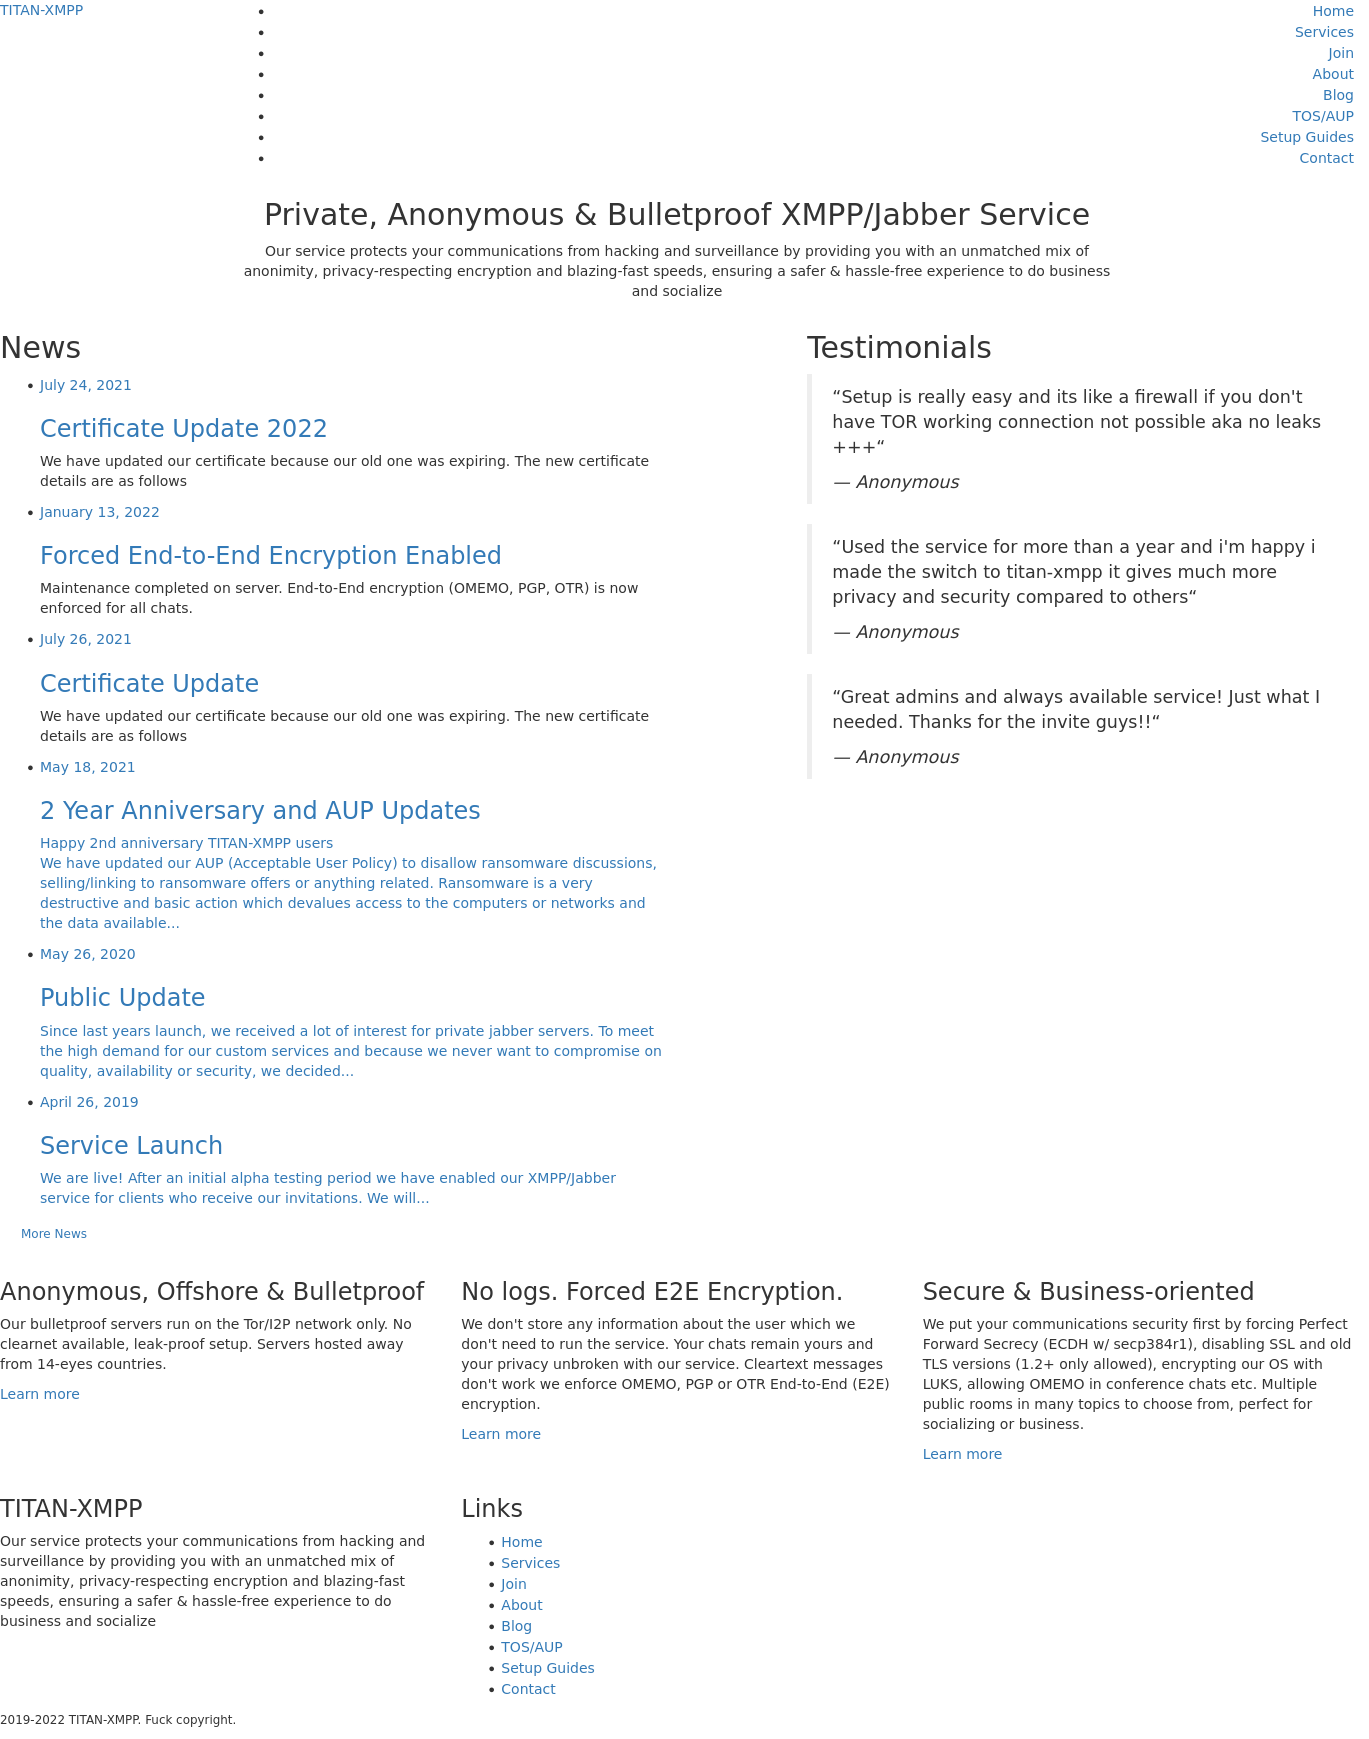 TITAN-XMPP
Home
Services
Join
About
Blog
TOS/AUP
Setup Guides
Contact
Private, Anonymous & Bulletproof XMPP/Jabber Service
Our service protects your communications from hacking and surveillance by providing you with an unmatched mix of
anonimity, privacy-respecting encryption and blazing-fast speeds, ensuring a safer & hassle-free experience to do business
and socialize
News
July 24, 2021
Certificate Update 2022
We have updated our certificate because our old one was expiring. The new certificate
details are as follows
January 13, 2022
Forced End-to-End Encryption Enabled
Maintenance completed on server. End-to-End encryption (OMEMO, PGP, OTR) is now
enforced for all chats.
July 26, 2021
Certificate Update
We have updated our certificate because our old one was expiring. The new certificate
details are as follows
May 18, 2021
2 Year Anniversary and AUP Updates
Happy 2nd anniversary TITAN-XMPP users
We have updated our AUP (Acceptable User Policy) to disallow ransomware discussions,
selling/linking to ransomware offers or anything related. Ransomware is a very
destructive and basic action which devalues access to the computers or networks and
the data available...
May 26, 2020
Public Update
Since last years launch, we received a lot of interest for private jabber servers. To meet
the high demand for our custom services and because we never want to compromise on
quality, availability or security, we decided...
April 26, 2019
Service Launch
We are live! After an initial alpha testing period we have enabled our XMPP/Jabber
service for clients who receive our invitations. We will...
More News
Testimonials
“Setup is really easy and its like a firewall if you don't
have TOR working connection not possible aka no leaks
+++“
— Anonymous
“Used the service for more than a year and i'm happy i
made the switch to titan-xmpp it gives much more
privacy and security compared to others“
— Anonymous
“Great admins and always available service! Just what I
needed. Thanks for the invite guys!!“
— Anonymous
Anonymous, Offshore & Bulletproof
Our bulletproof servers run on the Tor/I2P network only. No
clearnet available, leak-proof setup. Servers hosted away
from 14-eyes countries.
Learn more
No logs. Forced E2E Encryption.
We don't store any information about the user which we
don't need to run the service. Your chats remain yours and
your privacy unbroken with our service. Cleartext messages
don't work we enforce OMEMO, PGP or OTR End-to-End (E2E)
encryption.
Learn more
Secure & Business-oriented
We put your communications security first by forcing Perfect
Forward Secrecy (ECDH w/ secp384r1), disabling SSL and old
TLS versions (1.2+ only allowed), encrypting our OS with
LUKS, allowing OMEMO in conference chats etc. Multiple
public rooms in many topics to choose from, perfect for
socializing or business.
Learn more
TITAN-XMPP
Our service protects your communications from hacking and
surveillance by providing you with an unmatched mix of
anonimity, privacy-respecting encryption and blazing-fast
speeds, ensuring a safer & hassle-free experience to do
business and socialize
Links
Home
Services
Join
About
Blog
TOS/AUP
Setup Guides
Contact
2019-2022 TITAN-XMPP. Fuck copyright.